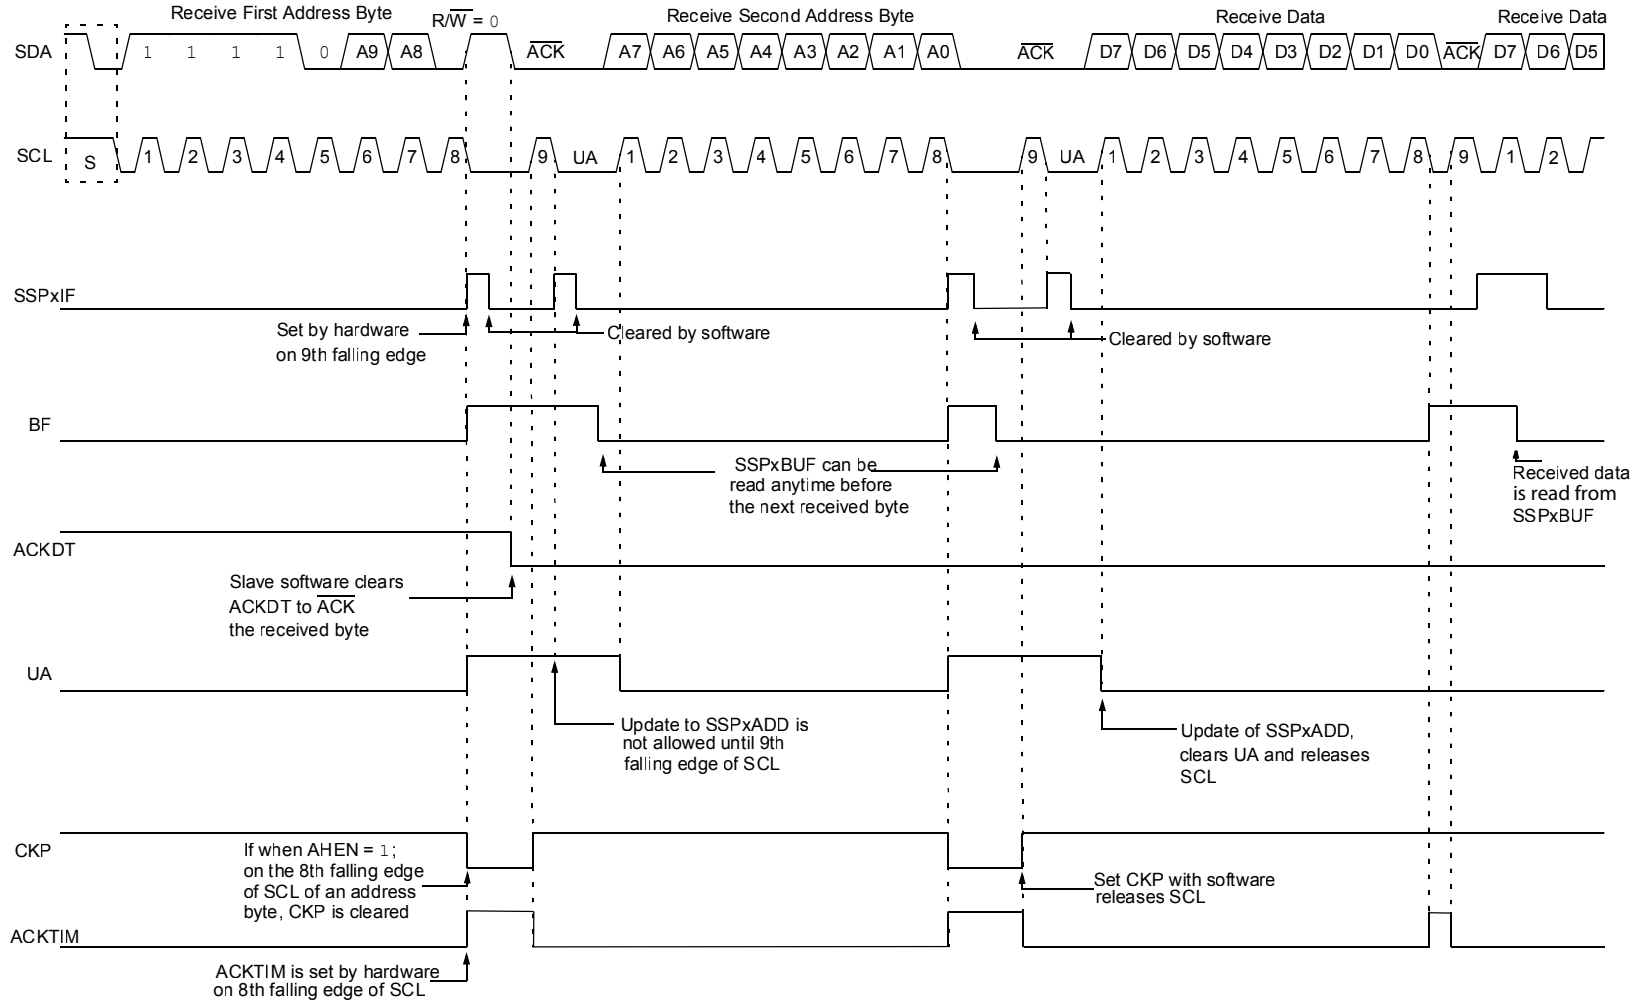 Receive First Address Byte
R/W = 0
Receive Second Address Byte
Receive Data
Receive Data
SDA
1 1 1 1 0 A9 A8
ACK
A7 A6 A5 A4 A3 A2 A1 A0
ACK
D7 D6 D5 D4 D3 D2 D1 D0
ACK
D7 D6 D5
SCL
S
1 2 3 4 5 6 7 8 9 UA 1 2 3 4 5 6 7 8 9 UA 1 2 3 4 5 6 7 8 9 1 2
SSPxIF
Set by hardware
on 9th falling edge
Cleared by software
Cleared by software
BF
SSPxBUF can be
read anytime before
the next received byte
Received data
is read from
SSPxBUF
ACKDT
Slave software clears
ACKDT to ACK
the received byte
UA
Update to SSPxADD is
not allowed until 9th
falling edge of SCL
Update of SSPxADD,
clears UA and releases
SCL
CKP
If when AHEN = 1;
on the 8th falling edge
of SCL of an address
byte, CKP is cleared
Set CKP with software
releases SCL
ACKTIM
ACKTIM is set by hardware
on 8th falling edge of SCL